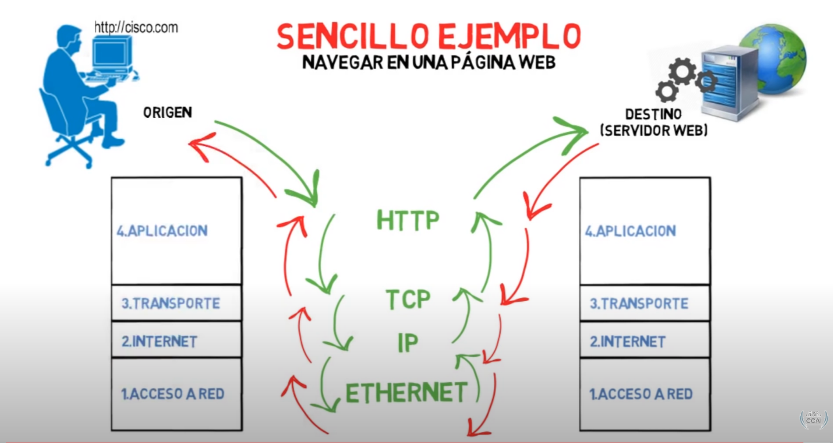 http://cisco.com
SENCILLO EJEMPLO
NAVEGAR EN UNA PÁGINA WEB
ORIGEN
DESTINO
(SERVIDOR WEB)
4.APLICACION
3.TRANSPORTE
2.INTERNET
1.ACCESO A RED
HTTP
TCP
IP
ETHERNET
4.APLICACION
3.TRANSPORTE
2.INTERNET
1.ACCESO A RED